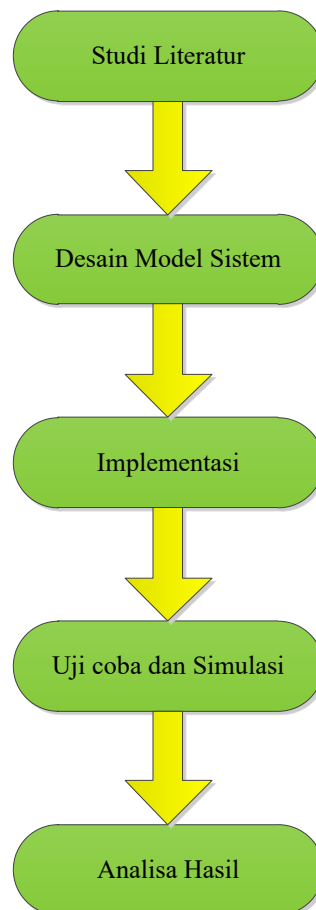 Studi Literatur
Desain Model Sistem
Implementasi
Uji coba dan Simulasi
Analisa Hasil